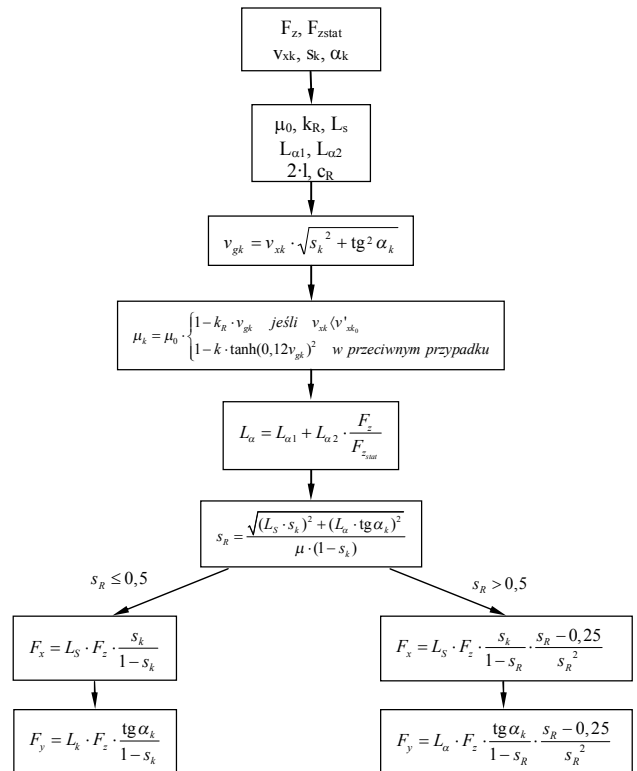 F_z, F_zstat
v_xk, s_k, α_k
μ_0, k_R, L_s
L_α1, L_α2
2·l, c_R
v_gk = v_xk · √(s_k² + tg² α_k)
μ_k = μ_0 · { 1 − k_R · v_gk jeśli v_xk ⟨ v'_xk_0
1 − k · tanh(0,12v_gk)² w przeciwnym przypadku
L_α = L_α1 + L_α2 · F_z / F_z_stat
s_R = √((L_S · s_k)² + (L_α · tg α_k)²) / (μ · (1 − s_k))
s_R ≤ 0,5
s_R > 0,5
F_x = L_S · F_z · s_k / (1 − s_k)
F_x = L_S · F_z · s_k / (1 − s_R) · (s_R − 0,25) / s_R²
F_y = L_k · F_z · tg α_k / (1 − s_k)
F_y = L_α · F_z · tg α_k / (1 − s_R) · (s_R − 0,25) / s_R²